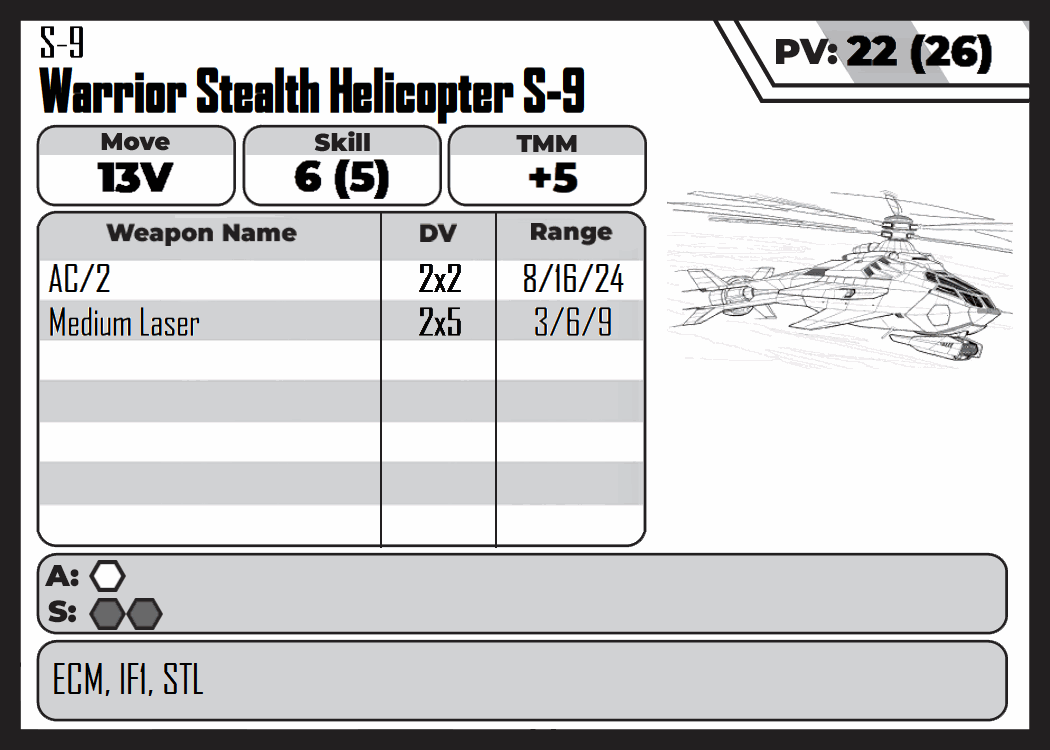 S-9
PV: 22 (26)
Warrior Stealth Helicopter S-9
Move Skill TMM
13V 6 (5) +5
Weapon Name DV Range
AC/2 2x2 8/16/24
Medium Laser 2x5 3/6/9
A:
S:
ECM, IF1, STL